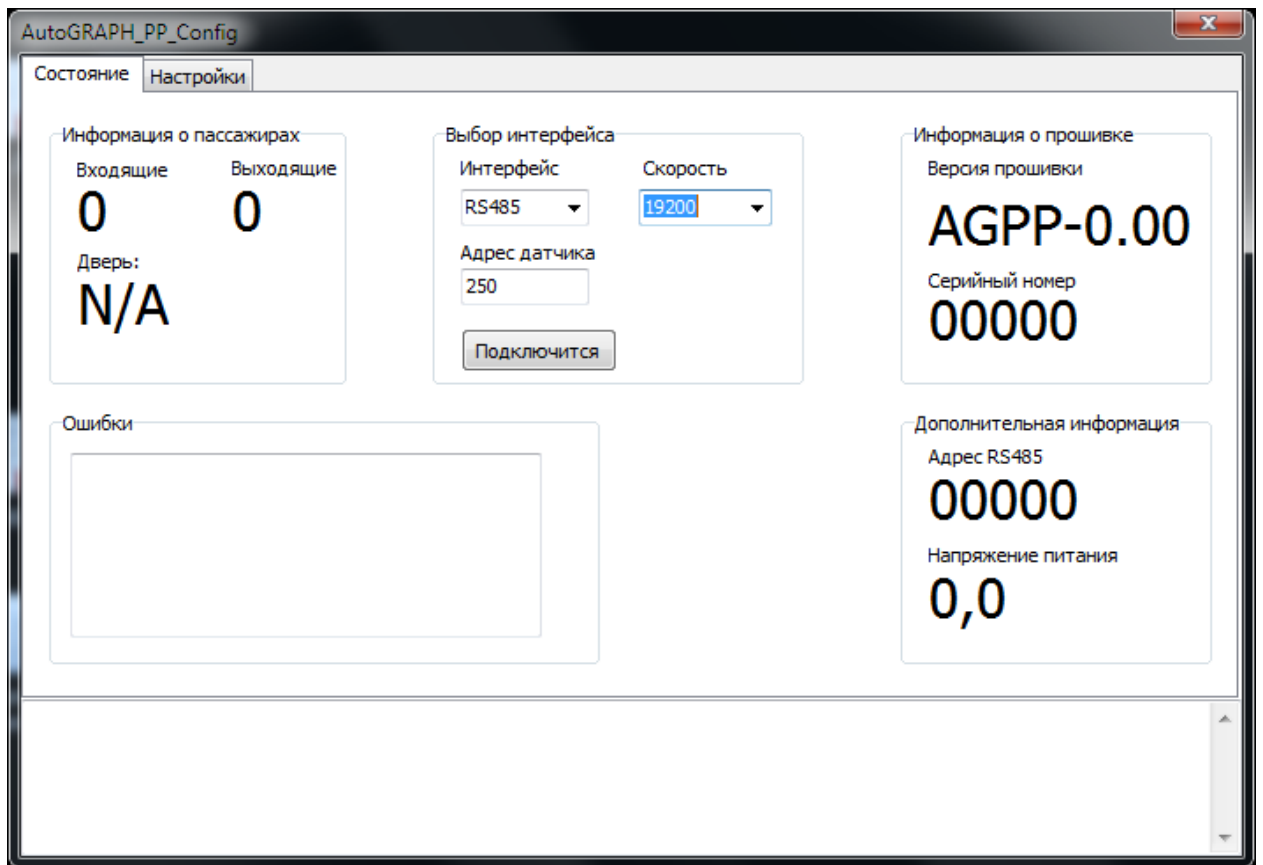 AutoGRAPH_PP_Config
Состояние
Настройки
Информация о пассажирах
Входящие
Выходящие
0
0
Дверь:
N/A
Выбор интерфейса
Интерфейс
Скорость
RS485
19200
Адрес датчика
250
Подключится
Информация о прошивке
Версия прошивки
AGPP-0.00
Серийный номер
00000
Ошибки
Дополнительная информация
Адрес RS485
00000
Напряжение питания
0,0